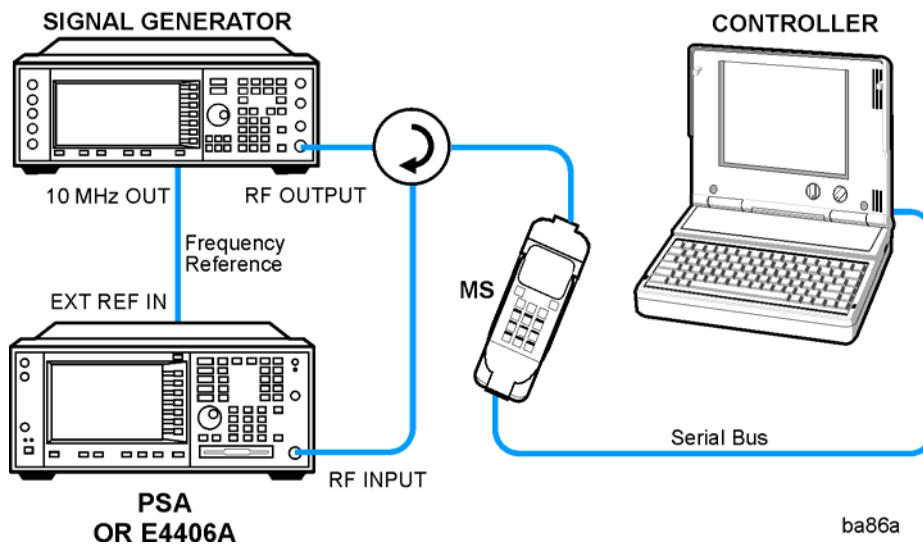 SIGNAL GENERATOR
CONTROLLER
10 MHz OUT
RF OUTPUT
Frequency
Reference
MS
EXT REF IN
Serial Bus
RF INPUT
PSA
OR E4406A
ba86a